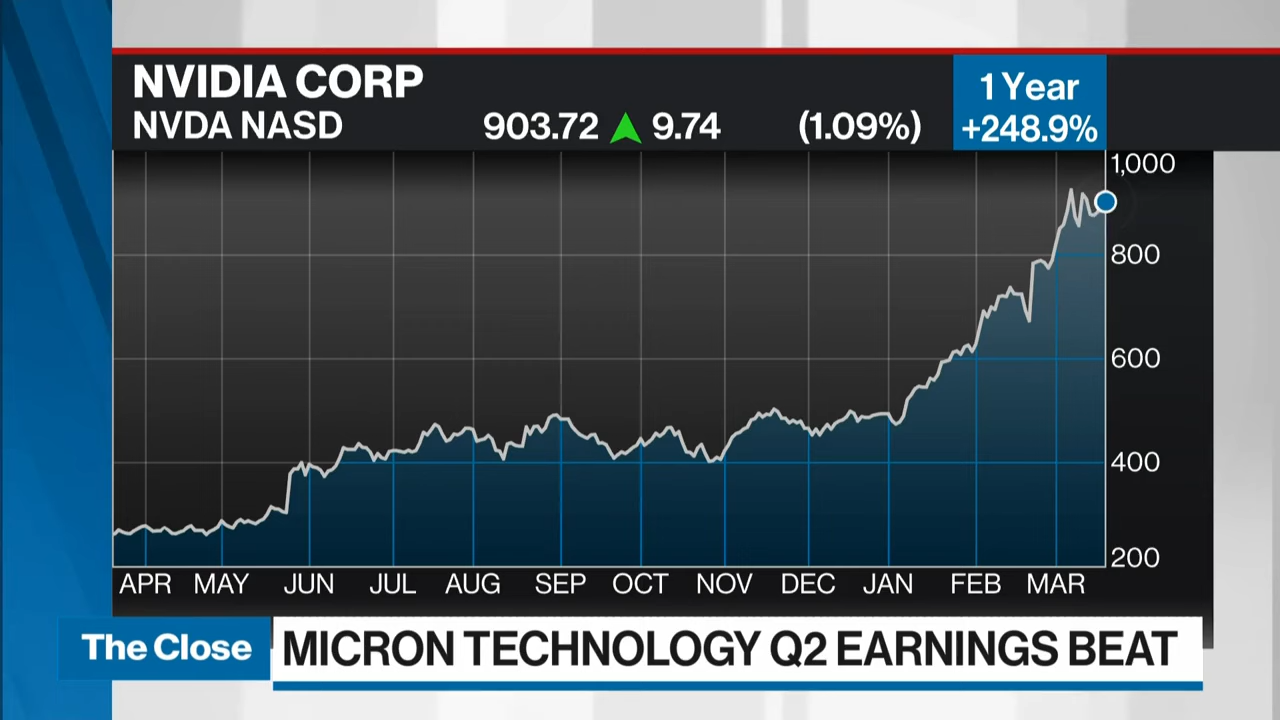 NVIDIA CORP
NVDA NASD 903.72 ▲ 9.74 (1.09%)
1 Year
+248.9%
1,000
800
600
400
200
APR MAY JUN JUL AUG SEP OCT NOV DEC JAN FEB MAR
The Close
MICRON TECHNOLOGY Q2 EARNINGS BEAT